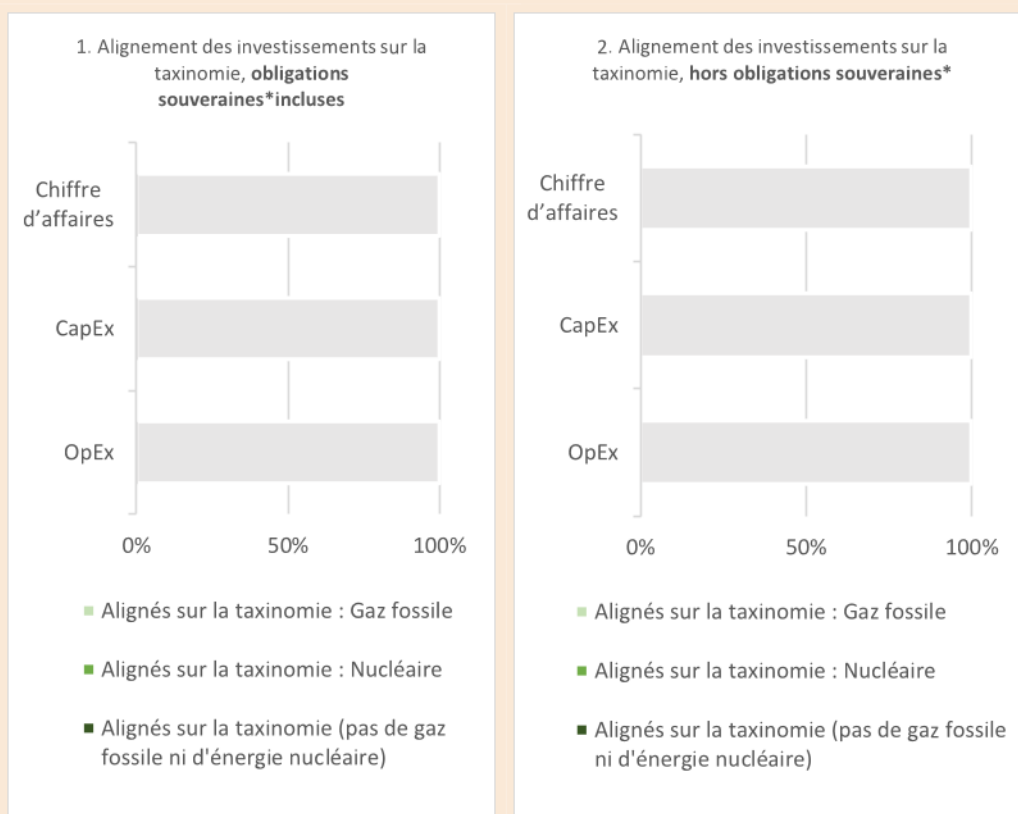 1. Alignement des investissements sur la
taxinomie, obligations
souveraines*incluses
Chiffre
d’affaires
CapEx
OpEx
0%
50%
100%
Alignés sur la taxinomie : Gaz fossile
Alignés sur la taxinomie : Nucléaire
Alignés sur la taxinomie (pas de gaz
fossile ni d'énergie nucléaire)
2. Alignement des investissements sur la
taxinomie, hors obligations souveraines*
Chiffre
d’affaires
CapEx
OpEx
0%
50%
100%
Alignés sur la taxinomie : Gaz fossile
Alignés sur la taxinomie : Nucléaire
Alignés sur la taxinomie (pas de gaz fossile
ni d'énergie nucléaire)